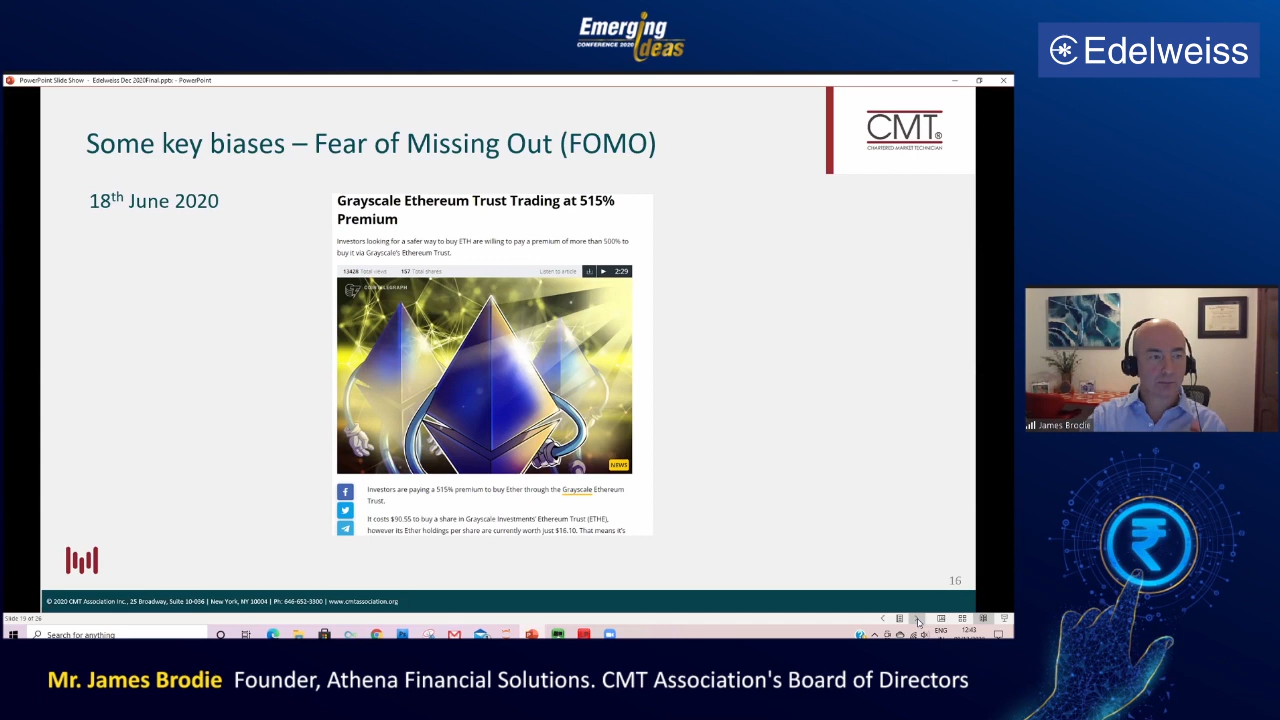 Emerging
Ideas
CONFERENCE 2020
Edelweiss
PowerPoint Slide Show - Edelweiss Dec 2020Final.pptx - PowerPoint
Some key biases – Fear of Missing Out (FOMO)
CMT®
CHARTERED MARKET TECHNICIAN
18th June 2020
Grayscale Ethereum Trust Trading at 515%
Premium
Investors looking for a safer way to buy ETH are willing to pay a premium of more than 500% to
buy it via Grayscale's Ethereum Trust.
13428 Total views 157 Total shares Listen to article 2:29
COINTELEGRAPH
NEWS
Investors are paying a 515% premium to buy Ether through the Grayscale Ethereum
Trust.
It costs $90.55 to buy a share in Grayscale Investments' Ethereum Trust (ETHE),
however its Ether holdings per share are currently worth just $16.10. That means it's
James Brodie
16
© 2020 CMT Association Inc., 25 Broadway, Suite 10-036 | New York, NY 10004 | Ph: 646-652-3300 | www.cmtassociation.org
Slide 19 of 26
Search for anything
ENG
12:43
Mr. James Brodie Founder, Athena Financial Solutions. CMT Association's Board of Directors